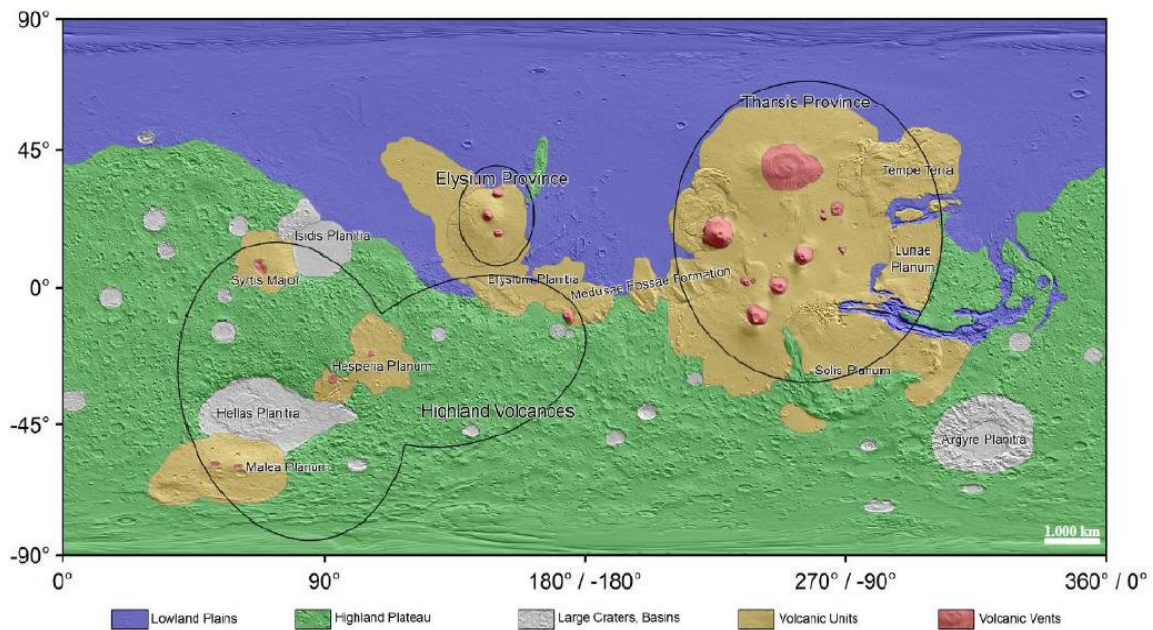 90°
45°
0°
-45°
-90°
Tharsis Province
Elysium Province
Tempe Terra
Isidis Planitia
Lunae
Planum
Syrtis Major
Elysium Planitia
Medusae Fossae Formation
Hesperia Planum
Solis Planum
Hellas Planitia
Highland Volcanoes
Argyre Planitia
Malea Planum
1.000 km
0°
90°
180° / -180°
270° / -90°
360° / 0°
Lowland Plains
Highland Plateau
Large Craters, Basins
Volcanic Units
Volcanic Vents